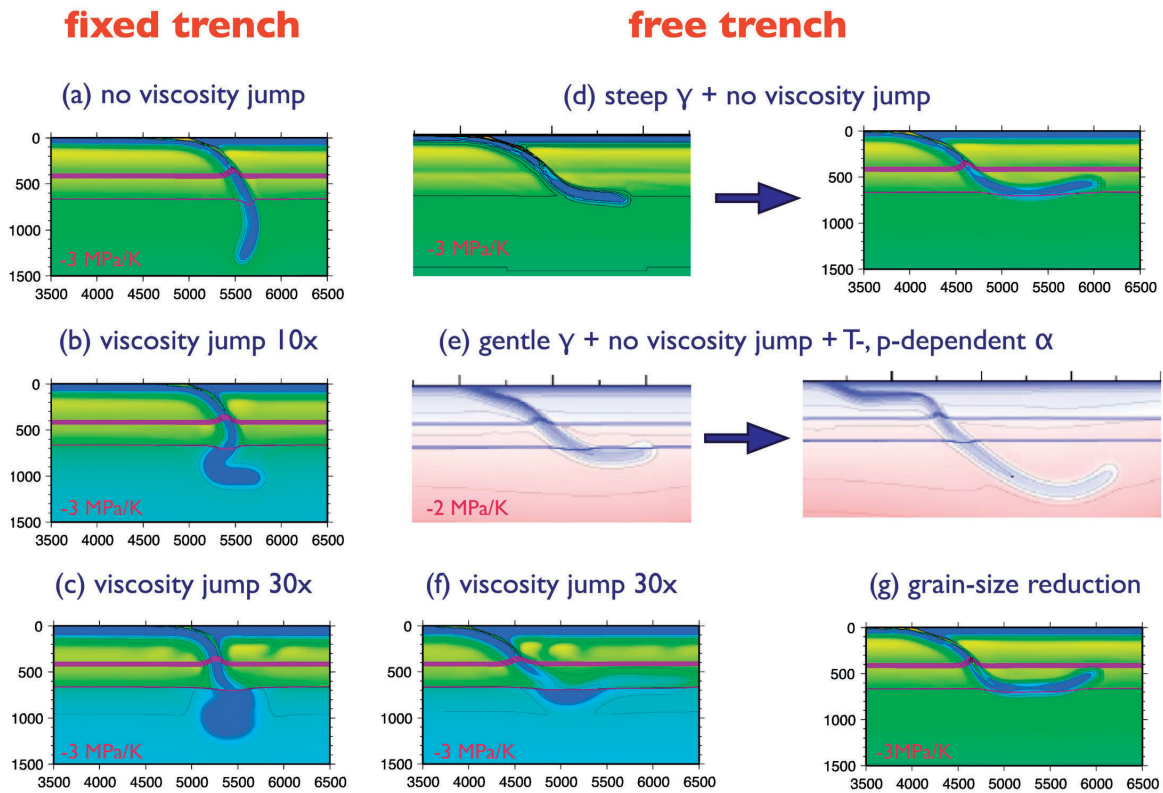 fixed trench
free trench
(a) no viscosity jump
(d) steep γ + no viscosity jump
0
500
1000
1500
3500 4000 4500 5000 5500 6000 6500
-3 MPa/K
-3 MPa/K
0
500
1000
1500
3500 4000 4500 5000 5500 6000 6500
(b) viscosity jump 10x
(e) gentle γ + no viscosity jump + T-, p-dependent α
0
500
1000
1500
3500 4000 4500 5000 5500 6000 6500
-3 MPa/K
-2 MPa/K
(c) viscosity jump 30x
(f) viscosity jump 30x
(g) grain-size reduction
0
500
1000
1500
3500 4000 4500 5000 5500 6000 6500
-3 MPa/K
0
500
1000
1500
3500 4000 4500 5000 5500 6000 6500
-3 MPa/K
0
500
1000
1500
3500 4000 4500 5000 5500 6000 6500
-3MPa/K